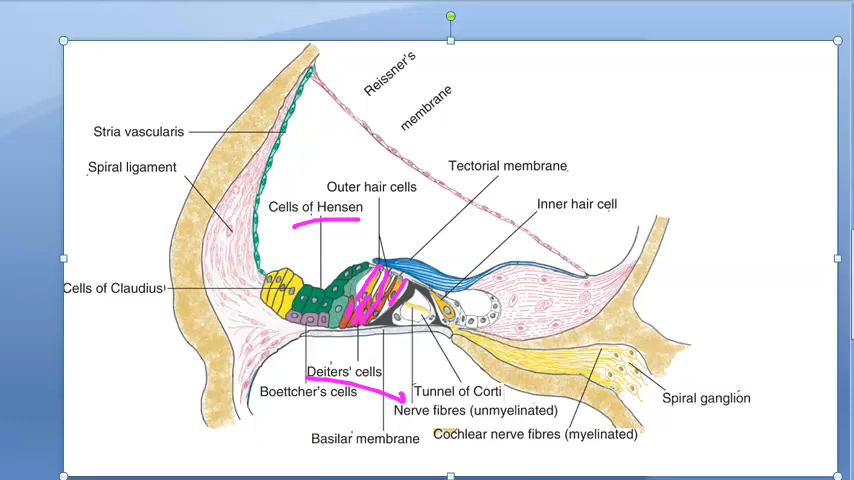 Reissner's
membrane
Stria vascularis
Spiral ligament
Tectorial membrane
Outer hair cells
Inner hair cell
Cells of Hensen
Cells of Claudius
Deiters' cells
Boettcher's cells
Tunnel of Corti
Spiral ganglion
Nerve fibres (unmyelinated)
Basilar membrane
Cochlear nerve fibres (myelinated)